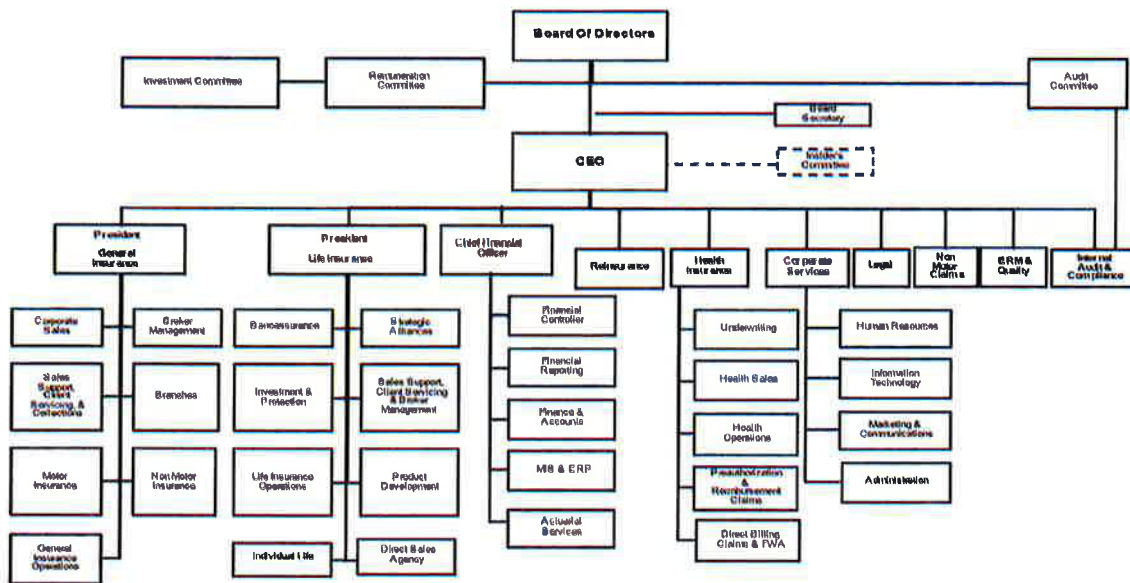 Board Of Directors
Investment Committee
Remuneration
Committee
Audit
Committee
Board
Secretary
CEO
Insider's
Committee
President
General
Insurance
President
Life Insurance
Chief Financial
Officer
Reinsurance
Health
Insurance
Corporate
Services
Legal
Non
Motor
Claims
ERM &
Quality
Internal
Audit &
Compliance
Corporate
Sales
Broker
Management
Bancassurance
Strategic
Alliances
Financial
Controller
Underwriting
Human Resources
Sales
Support,
Client
Servicing, &
Collections
Branches
Investment &
Protection
Sales Support,
Client Servicing
& Broker
Management
Financial
Reporting
Health Sales
Information
Technology
Finance &
Accounts
Health
Operations
Marketing &
Communications
Motor
Insurance
Non Motor
Insurance
Life Insurance
Operations
Product
Development
MIS & ERP
Preauthorization
&
Reimbursement
Claims
Administration
General
Insurance
Operations
Individual Life
Direct Sales
Agency
Actuarial
Services
Direct Billing
Claims & FWA